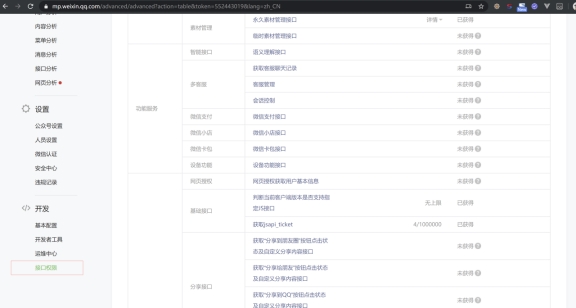 mp.weixin.qq.com/advanced/advanced?action=table&token=552443019&lang=zh_CN
内容分析
菜单分析
消息分析
接口分析
网页分析
设置
公众号设置
人员设置
微信认证
安全中心
违规记录
开发
基本配置
开发者工具
运维中心
接口权限
素材管理
永久素材管理接口 详情 已获得
临时素材管理接口 未获得
功能服务
智能接口 语义理解接口 未获得
多客服
获取客服聊天记录 未获得
客服管理 未获得
会话控制 未获得
微信支付 微信支付接口 未获得
微信小店 微信小店接口 未获得
微信卡包 微信卡包接口 未获得
设备功能 设备功能接口 未获得
网页授权 网页授权获取用户基本信息 未获得
基础接口
判断当前客户端版本是否支持指
定JS接口 无上限 已获得
获取jsapi_ticket 4/1000000 已获得
分享接口
获取“分享到朋友圈”按钮点击状
态及自定义分享内容接口 未获得
获取“分享给朋友”按钮点击状态
及自定义分享内容接口 未获得
获取“分享到QQ”按钮点击状态
及自定义分享内容接口 未获得